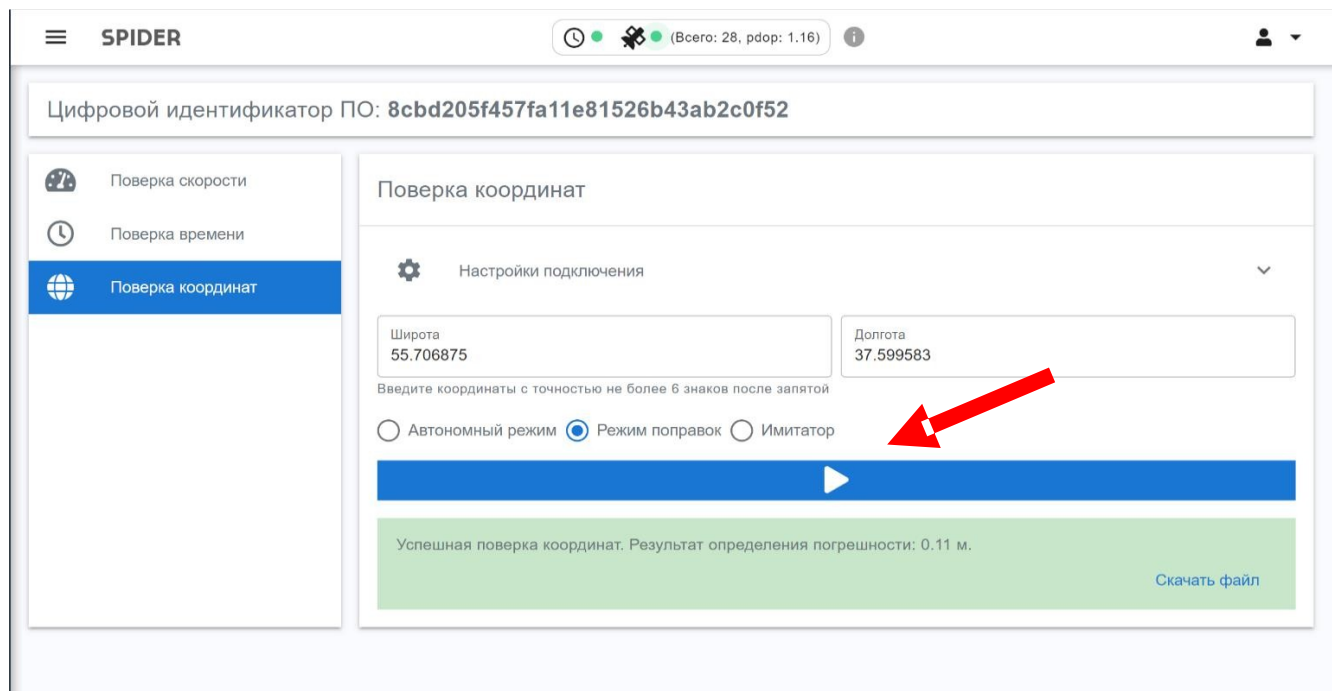 SPIDER
(Всего: 28, pdop: 1.16)
Цифровой идентификатор ПО: 8cbd205f457fa11e81526b43ab2c0f52
Поверка скорости
Поверка времени
Поверка координат
Поверка координат
Настройки подключения
Широта
55.706875
Долгота
37.599583
Введите координаты с точностью не более 6 знаков после запятой
Автономный режим Режим поправок Имитатор
Успешная поверка координат. Результат определения погрешности: 0.11 м.
Скачать файл